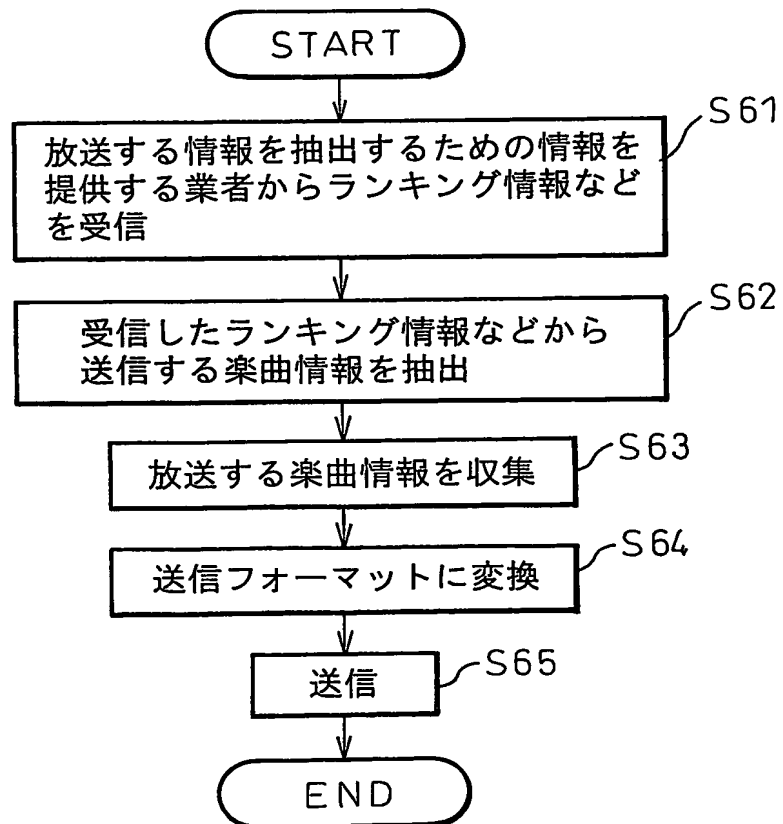 START
S61
放送する情報を抽出するための情報を
提供する業者からランキング情報など
を受信
S62
受信したランキング情報などから
送信する楽曲情報を抽出
S63
放送する楽曲情報を収集
S64
送信フォーマットに変換
S65
送信
END